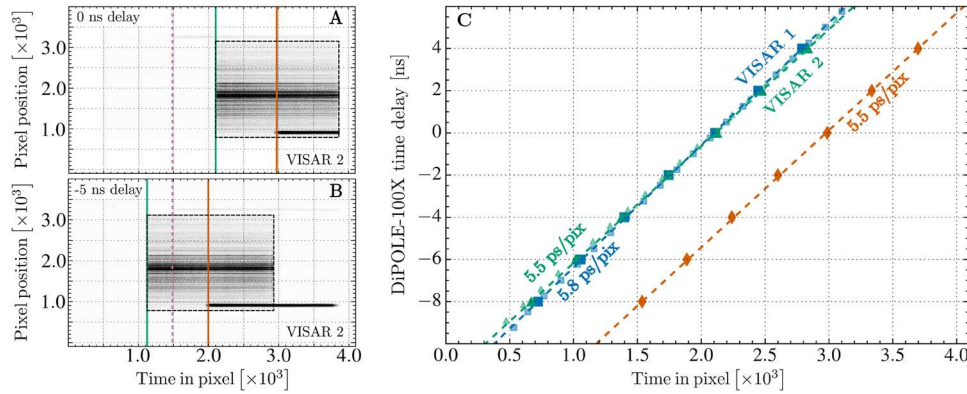 0 ns delay
A
Pixel position [×10³]
3.0
2.0
1.0
VISAR 2
-5 ns delay
B
Pixel position [×10³]
3.0
2.0
1.0
VISAR 2
1.0 2.0 3.0 4.0
Time in pixel [×10³]
C
DiPOLE-100X time delay [ns]
4
2
0
−2
−4
−6
−8
VISAR 1
VISAR 2
5.5 ps/pix
5.5 ps/pix
5.8 ps/pix
0.0 0.5 1.0 1.5 2.0 2.5 3.0 3.5 4.0
Time in pixel [×10³]